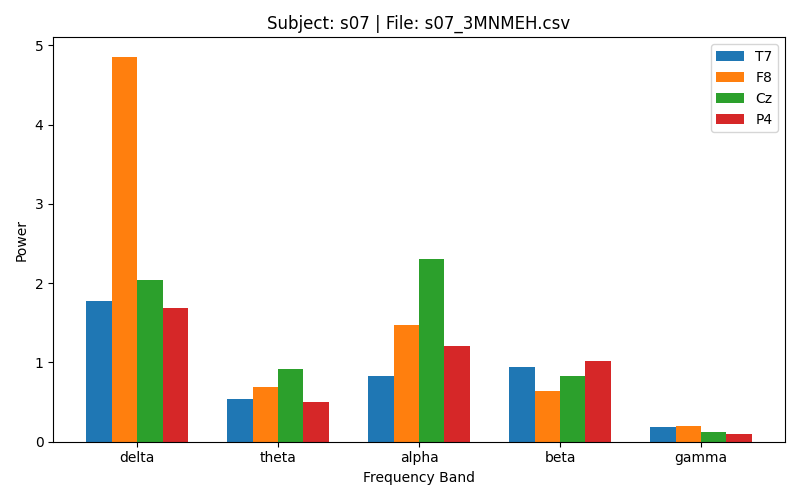 Subject: s07 | File: s07_3MNMEH.csv
Power
5
4
3
2
1
0
T7
F8
Cz
P4
delta theta alpha beta gamma
Frequency Band